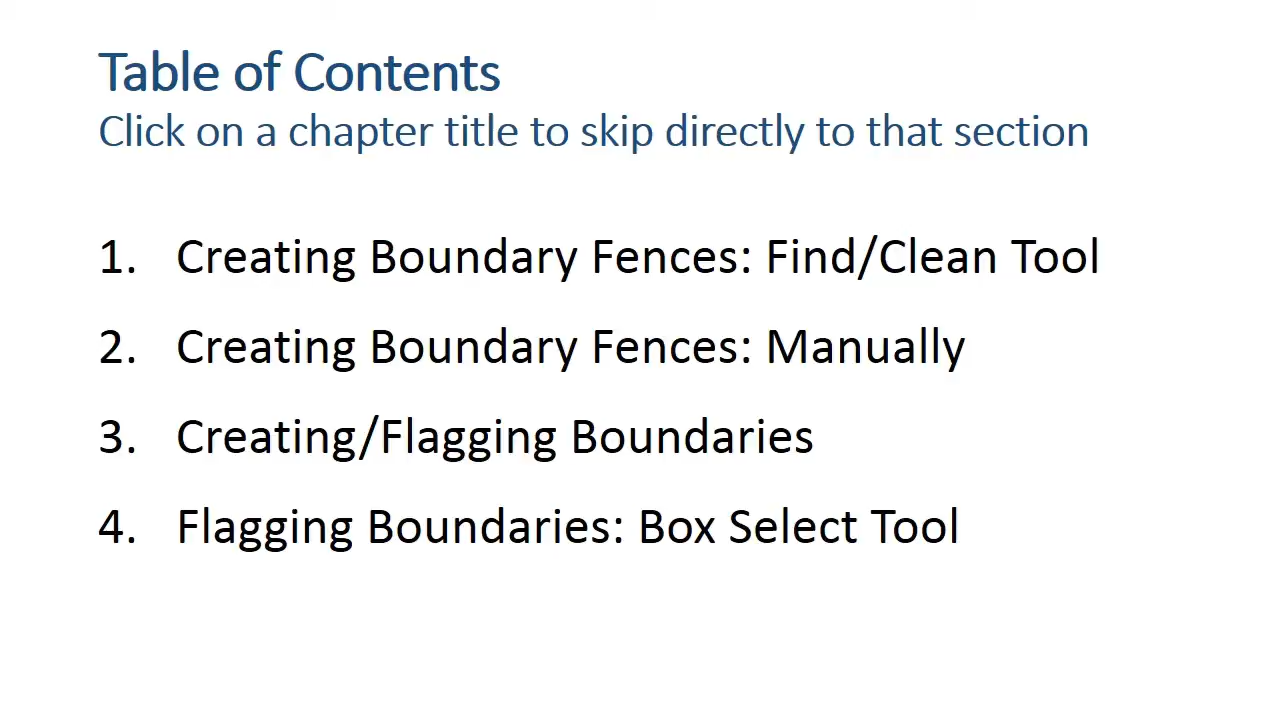 Table of Contents
Click on a chapter title to skip directly to that section
1. Creating Boundary Fences: Find/Clean Tool
2. Creating Boundary Fences: Manually
3. Creating/Flagging Boundaries
4. Flagging Boundaries: Box Select Tool